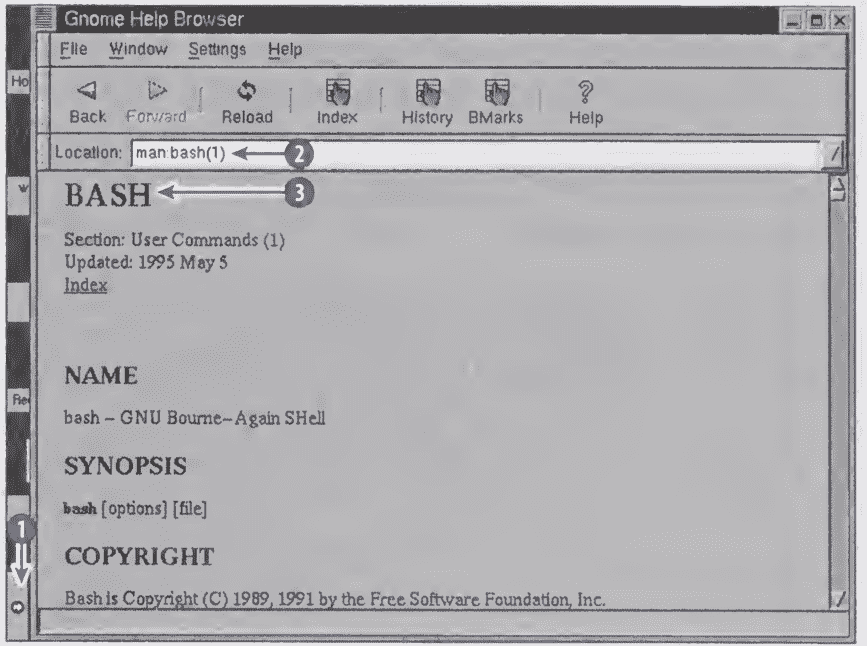 Gnome Help Browser
File Window Settings Help
Back Forward Reload Index History BMarks Help
Location: man:bash(1) 2
BASH 3
Section: User Commands (1)
Updated: 1995 May 5
Index
NAME
bash – GNU Bourne–Again SHell
SYNOPSIS
bash [options] [file]
COPYRIGHT
Bash is Copyright (C) 1989, 1991 by the Free Software Foundation, Inc.
Ho
1